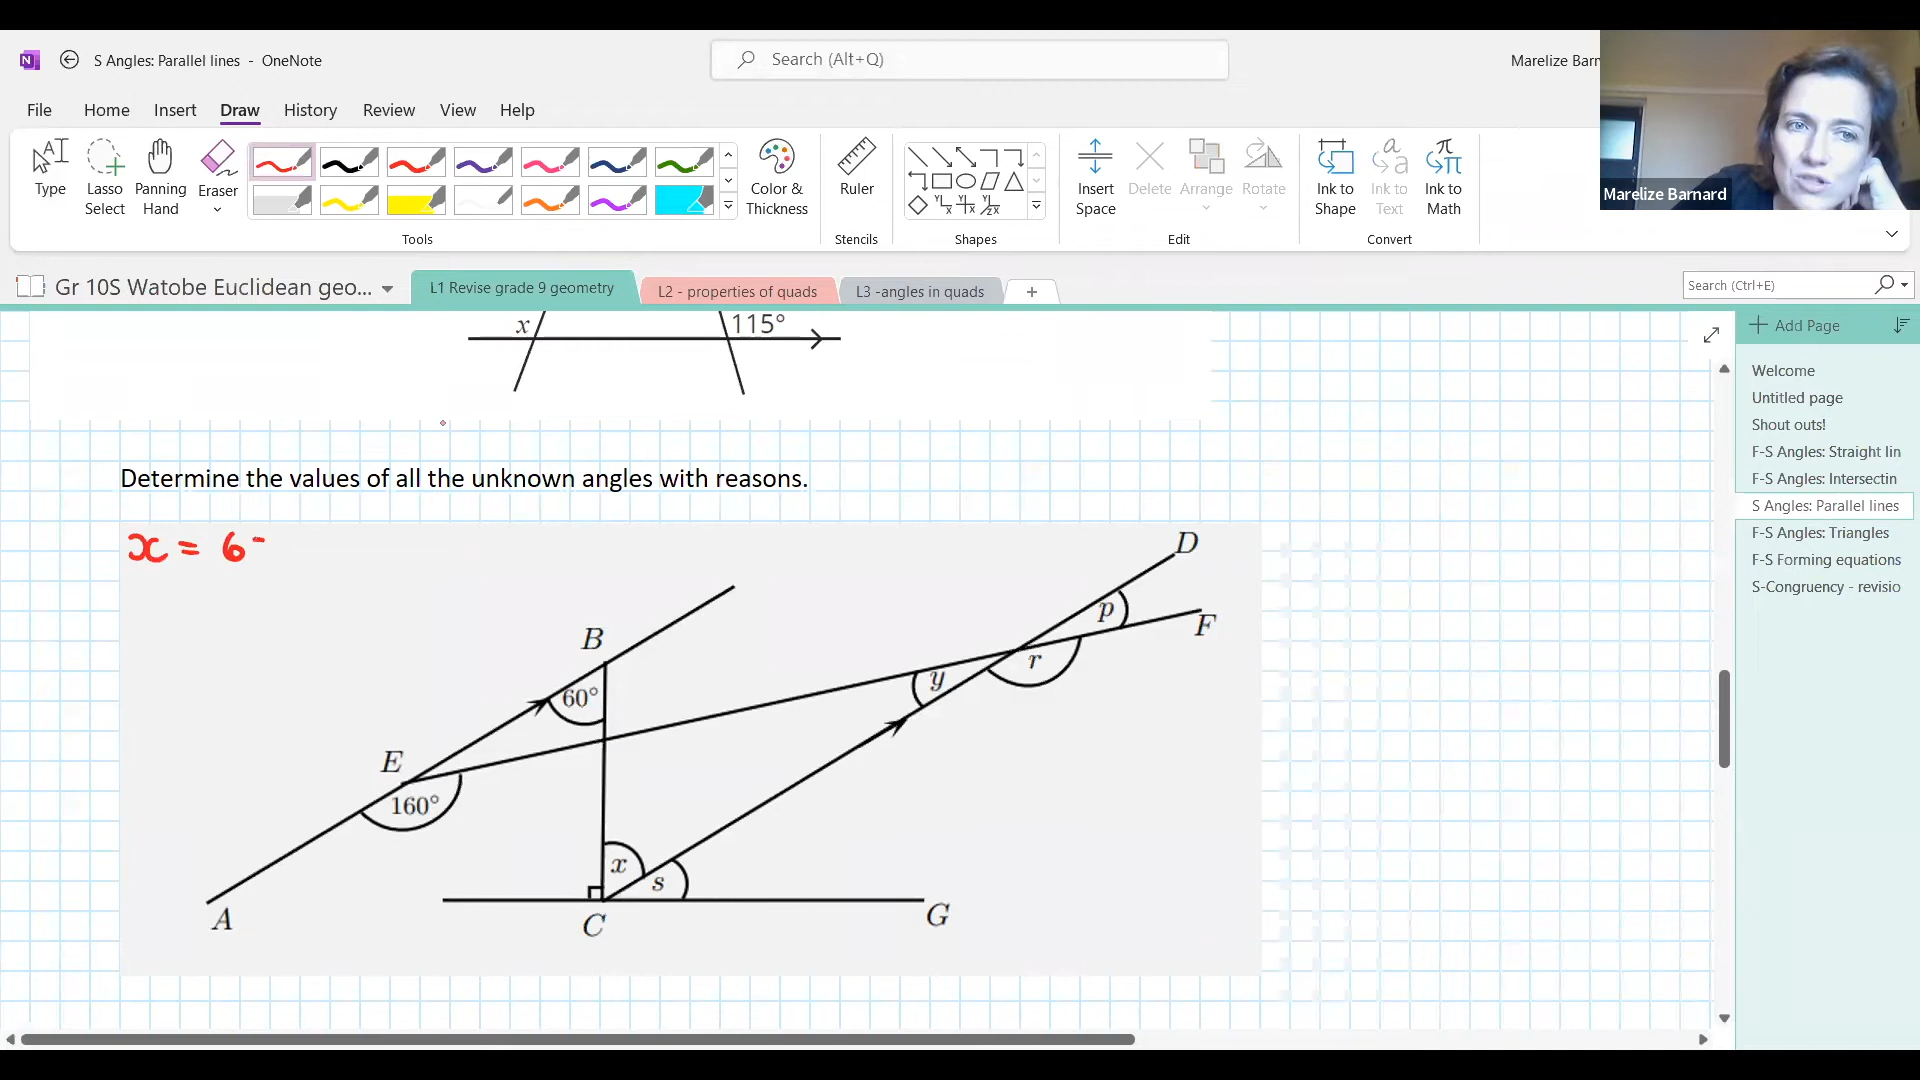 S Angles: Parallel lines - OneNote
Search (Alt+Q)
Marelize Barn
Marelize Barnard
File Home Insert Draw History Review View Help
Type
Lasso Select
Panning Hand
Eraser
Color & Thickness
Ruler
Insert Space
Delete
Arrange
Rotate
Ink to Shape
Ink to Text
Ink to Math
Tools Stencils Shapes Edit Convert
Gr 10S Watobe Euclidean geo...
L1 Revise grade 9 geometry
L2 - properties of quads
L3 -angles in quads
Search (Ctrl+E)
Add Page
Welcome
Untitled page
Shout outs!
F-S Angles: Straight lin
F-S Angles: Intersectin
S Angles: Parallel lines
F-S Angles: Triangles
F-S Forming equations
S-Congruency - revisio
x 115°
Determine the values of all the unknown angles with reasons.
x = 6
D
p
F
B
r
60°
y
E
160°
x
s
A
C
G